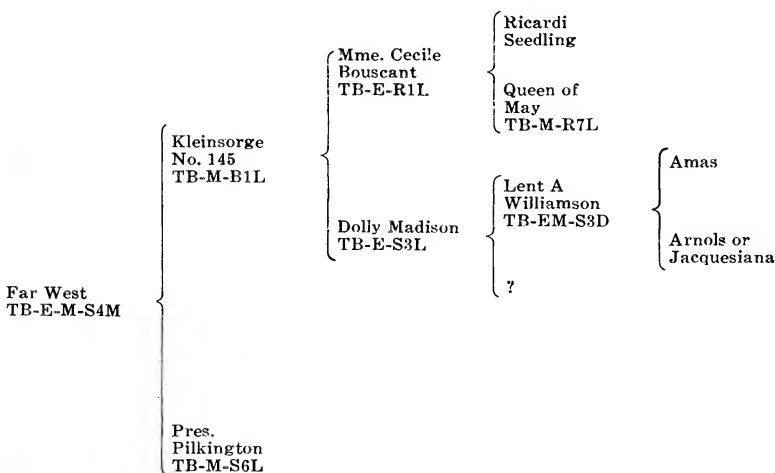 Far West
TB-E-M-S4M
Kleinsorge
No. 145
TB-M-B1L
Mme. Cecile
Bouscant
TB-E-R1L
Ricardi
Seedling
Queen of
May
TB-M-R7L
Dolly Madison
TB-E-S3L
Lent A
Williamson
TB-EM-S3D
Amas
Arnols or
Jacquesiana
?
Pres.
Pilkington
TB-M-S6L